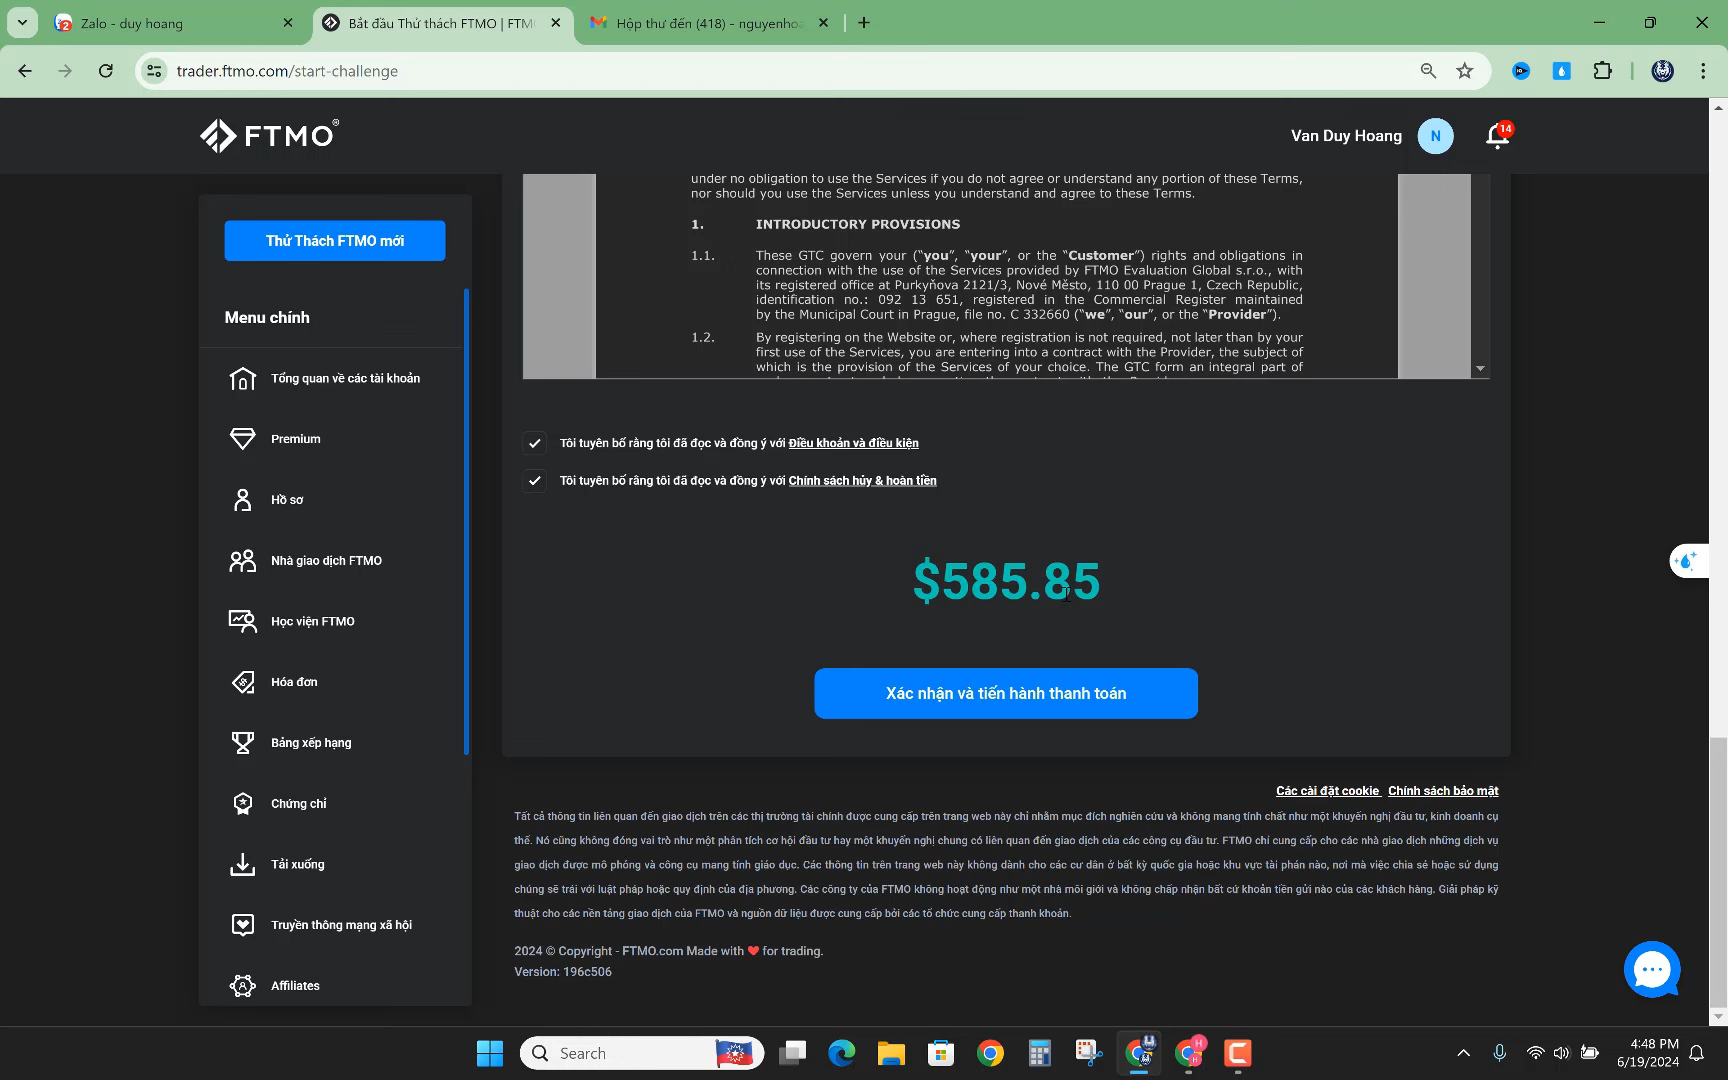 Zalo - duy hoang
Bắt đầu Thử thách FTMO | FTM
Hộp thư đến (418) - nguyenhoa
trader.ftmo.com/start-challenge
FTMO®
Van Duy Hoang
N
14
Thử Thách FTMO mới
Menu chính
Tổng quan về các tài khoản
Premium
Hồ sơ
Nhà giao dịch FTMO
Học viện FTMO
Hóa đơn
Bảng xếp hạng
Chứng chỉ
Tải xuống
Truyền thông mạng xã hội
Affiliates
under no obligation to use the Services if you do not agree or understand any portion of these Terms,
nor should you use the Services unless you understand and agree to these Terms.
1. INTRODUCTORY PROVISIONS
1.1. These GTC govern your (“you”, “your”, or the “Customer”) rights and obligations in
connection with the use of the Services provided by FTMO Evaluation Global s.r.o., with
its registered office at Purkyňova 2121/3, Nové Město, 110 00 Prague 1, Czech Republic,
identification no.: 092 13 651, registered in the Commercial Register maintained
by the Municipal Court in Prague, file no. C 332660 (“we”, “our”, or the “Provider”).
1.2. By registering on the Website or, where registration is not required, not later than by your
first use of the Services, you are entering into a contract with the Provider, the subject of
which is the provision of the Services of your choice. The GTC form an integral part of
Tôi tuyên bố rằng tôi đã đọc và đồng ý với Điều khoản và điều kiện
Tôi tuyên bố rằng tôi đã đọc và đồng ý với Chính sách hủy & hoàn tiền
$585.85
Xác nhận và tiến hành thanh toán
Các cài đặt cookie Chính sách bảo mật
Tất cả thông tin liên quan đến giao dịch trên các thị trường tài chính được cung cấp trên trang web này chỉ nhằm mục đích nghiên cứu và không mang tính chất như một khuyến nghị đầu tư, kinh doanh cụ
thể. Nó cũng không đóng vai trò như một phân tích cơ hội đầu tư hay một khuyến nghị chung có liên quan đến giao dịch của các công cụ đầu tư. FTMO chỉ cung cấp cho các nhà giao dịch những dịch vụ
giao dịch được mô phỏng và công cụ mang tính giáo dục. Các thông tin trên trang web này không dành cho các cư dân ở bất kỳ quốc gia hoặc khu vực tài phán nào, nơi mà việc chia sẻ hoặc sử dụng
chúng sẽ trái với luật pháp hoặc quy định của địa phương. Các công ty của FTMO không hoạt động như một nhà môi giới và không chấp nhận bất cứ khoản tiền gửi nào của các khách hàng. Giải pháp kỹ
thuật cho các nền tảng giao dịch của FTMO và nguồn dữ liệu được cung cấp bởi các tổ chức cung cấp thanh khoản.
2024 © Copyright - FTMO.com Made with ❤ for trading.
Version: 196c506
Search
4:48 PM
6/19/2024